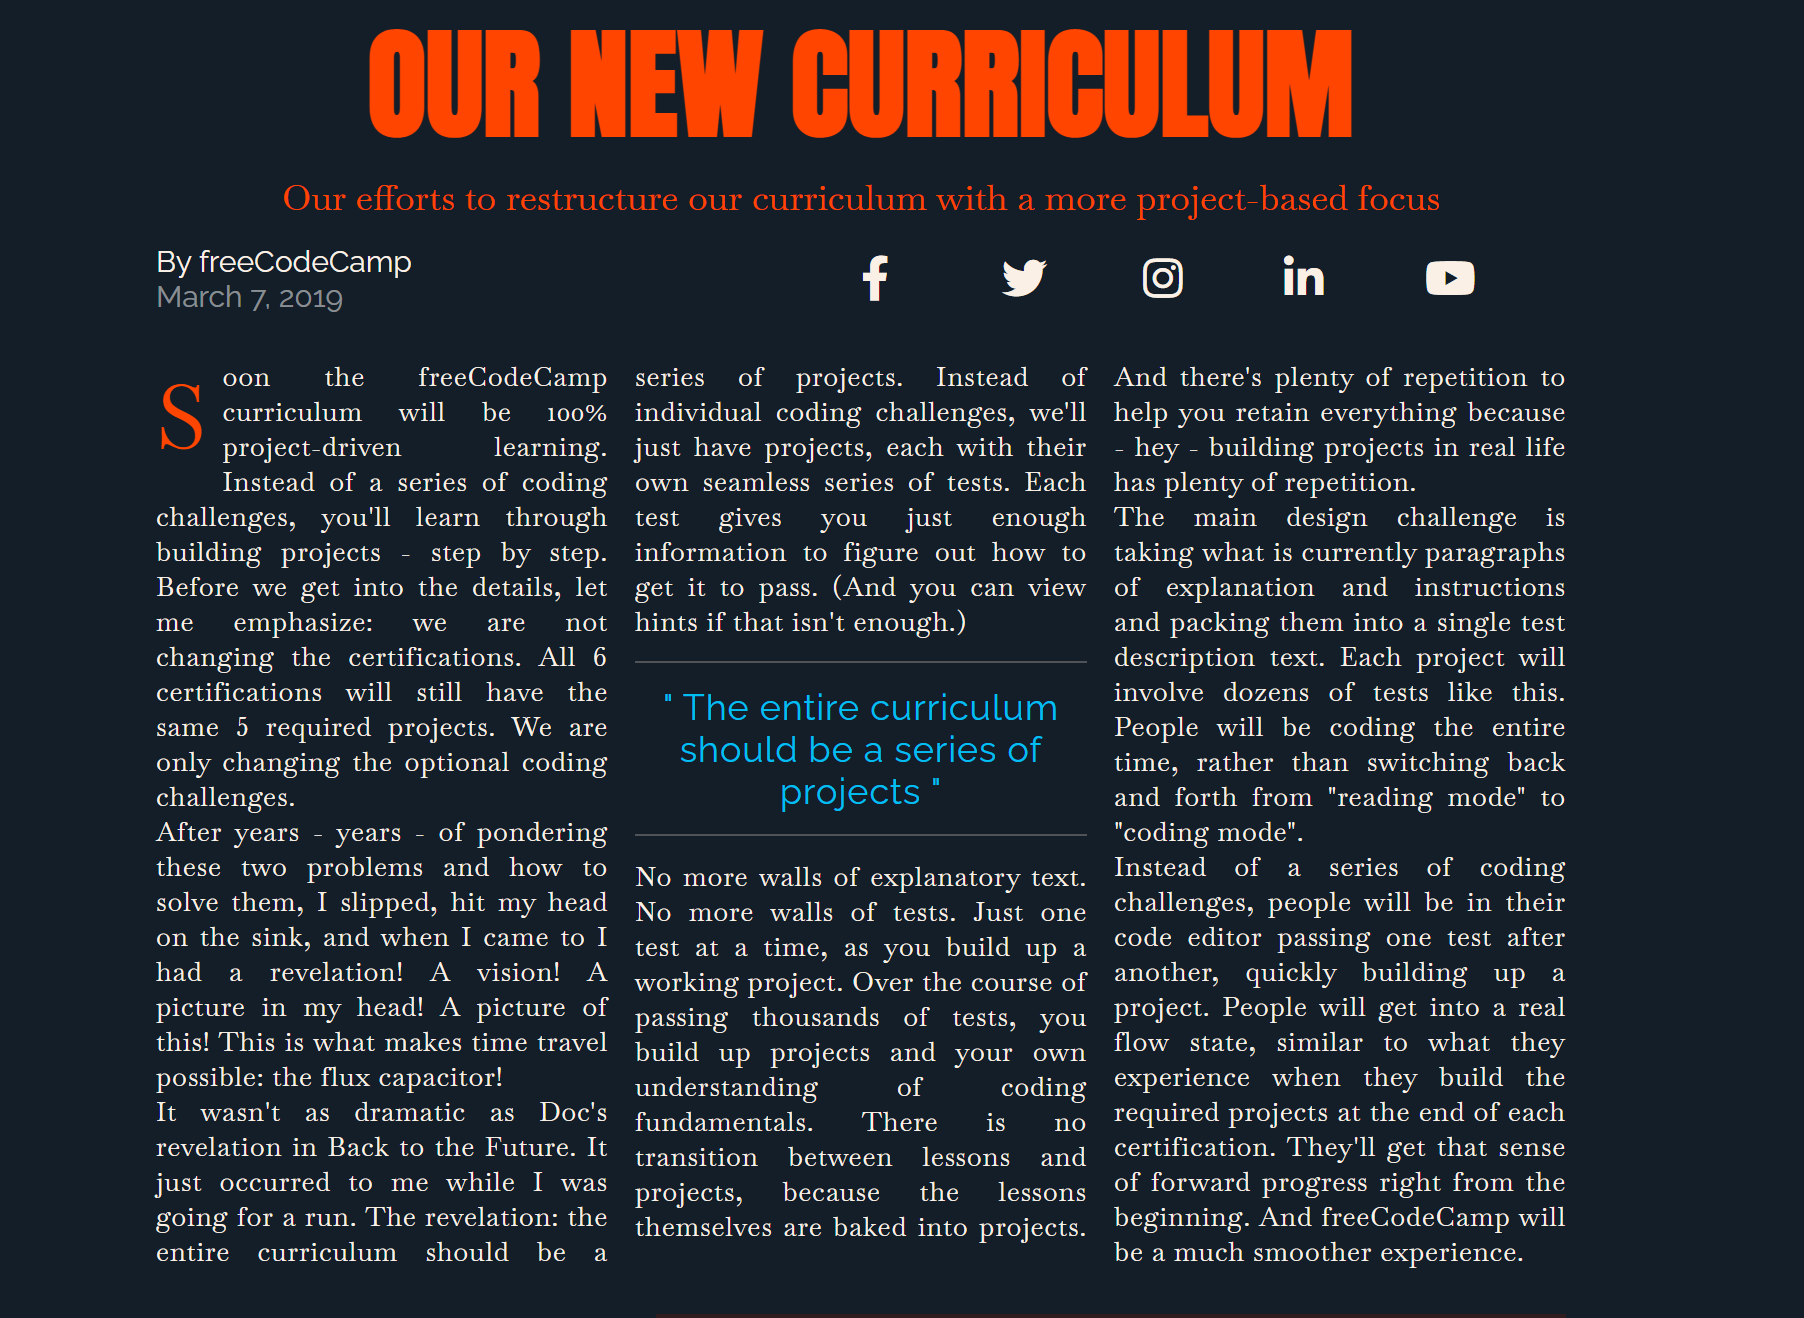 OUR NEW CURRICULUM
Our efforts to restructure our curriculum with a more project-based focus
By freeCodeCamp
March 7, 2019
Soon the freeCodeCamp
curriculum will be 100%
project-driven learning.
Instead of a series of coding
challenges, you'll learn through
building projects - step by step.
Before we get into the details, let
me emphasize: we are not
changing the certifications. All 6
certifications will still have the
same 5 required projects. We are
only changing the optional coding
challenges.
After years - years - of pondering
these two problems and how to
solve them, I slipped, hit my head
on the sink, and when I came to I
had a revelation! A vision! A
picture in my head! A picture of
this! This is what makes time travel
possible: the flux capacitor!
It wasn't as dramatic as Doc's
revelation in Back to the Future. It
just occurred to me while I was
going for a run. The revelation: the
entire curriculum should be a
series of projects. Instead of
individual coding challenges, we'll
just have projects, each with their
own seamless series of tests. Each
test gives you just enough
information to figure out how to
get it to pass. (And you can view
hints if that isn't enough.)
" The entire curriculum
should be a series of
projects "
No more walls of explanatory text.
No more walls of tests. Just one
test at a time, as you build up a
working project. Over the course of
passing thousands of tests, you
build up projects and your own
understanding of coding
fundamentals. There is no
transition between lessons and
projects, because the lessons
themselves are baked into projects.
And there's plenty of repetition to
help you retain everything because
- hey - building projects in real life
has plenty of repetition.
The main design challenge is
taking what is currently paragraphs
of explanation and instructions
and packing them into a single test
description text. Each project will
involve dozens of tests like this.
People will be coding the entire
time, rather than switching back
and forth from "reading mode" to
"coding mode".
Instead of a series of coding
challenges, people will be in their
code editor passing one test after
another, quickly building up a
project. People will get into a real
flow state, similar to what they
experience when they build the
required projects at the end of each
certification. They'll get that sense
of forward progress right from the
beginning. And freeCodeCamp will
be a much smoother experience.